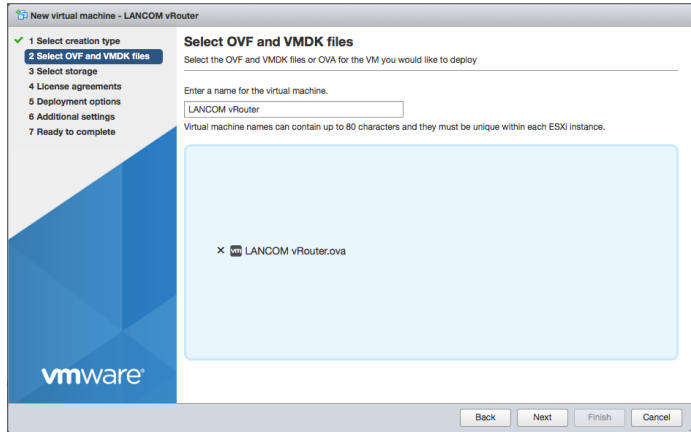 New virtual machine - LANCOM vRouter
1 Select creation type
2 Select OVF and VMDK files
3 Select storage
4 License agreements
5 Deployment options
6 Additional settings
7 Ready to complete
Select OVF and VMDK files
Select the OVF and VMDK files or OVA for the VM you would like to deploy
Enter a name for the virtual machine.
LANCOM vRouter
Virtual machine names can contain up to 80 characters and they must be unique within each ESXi instance.
vm LANCOM vRouter.ova
vmware®
Back Next Finish Cancel